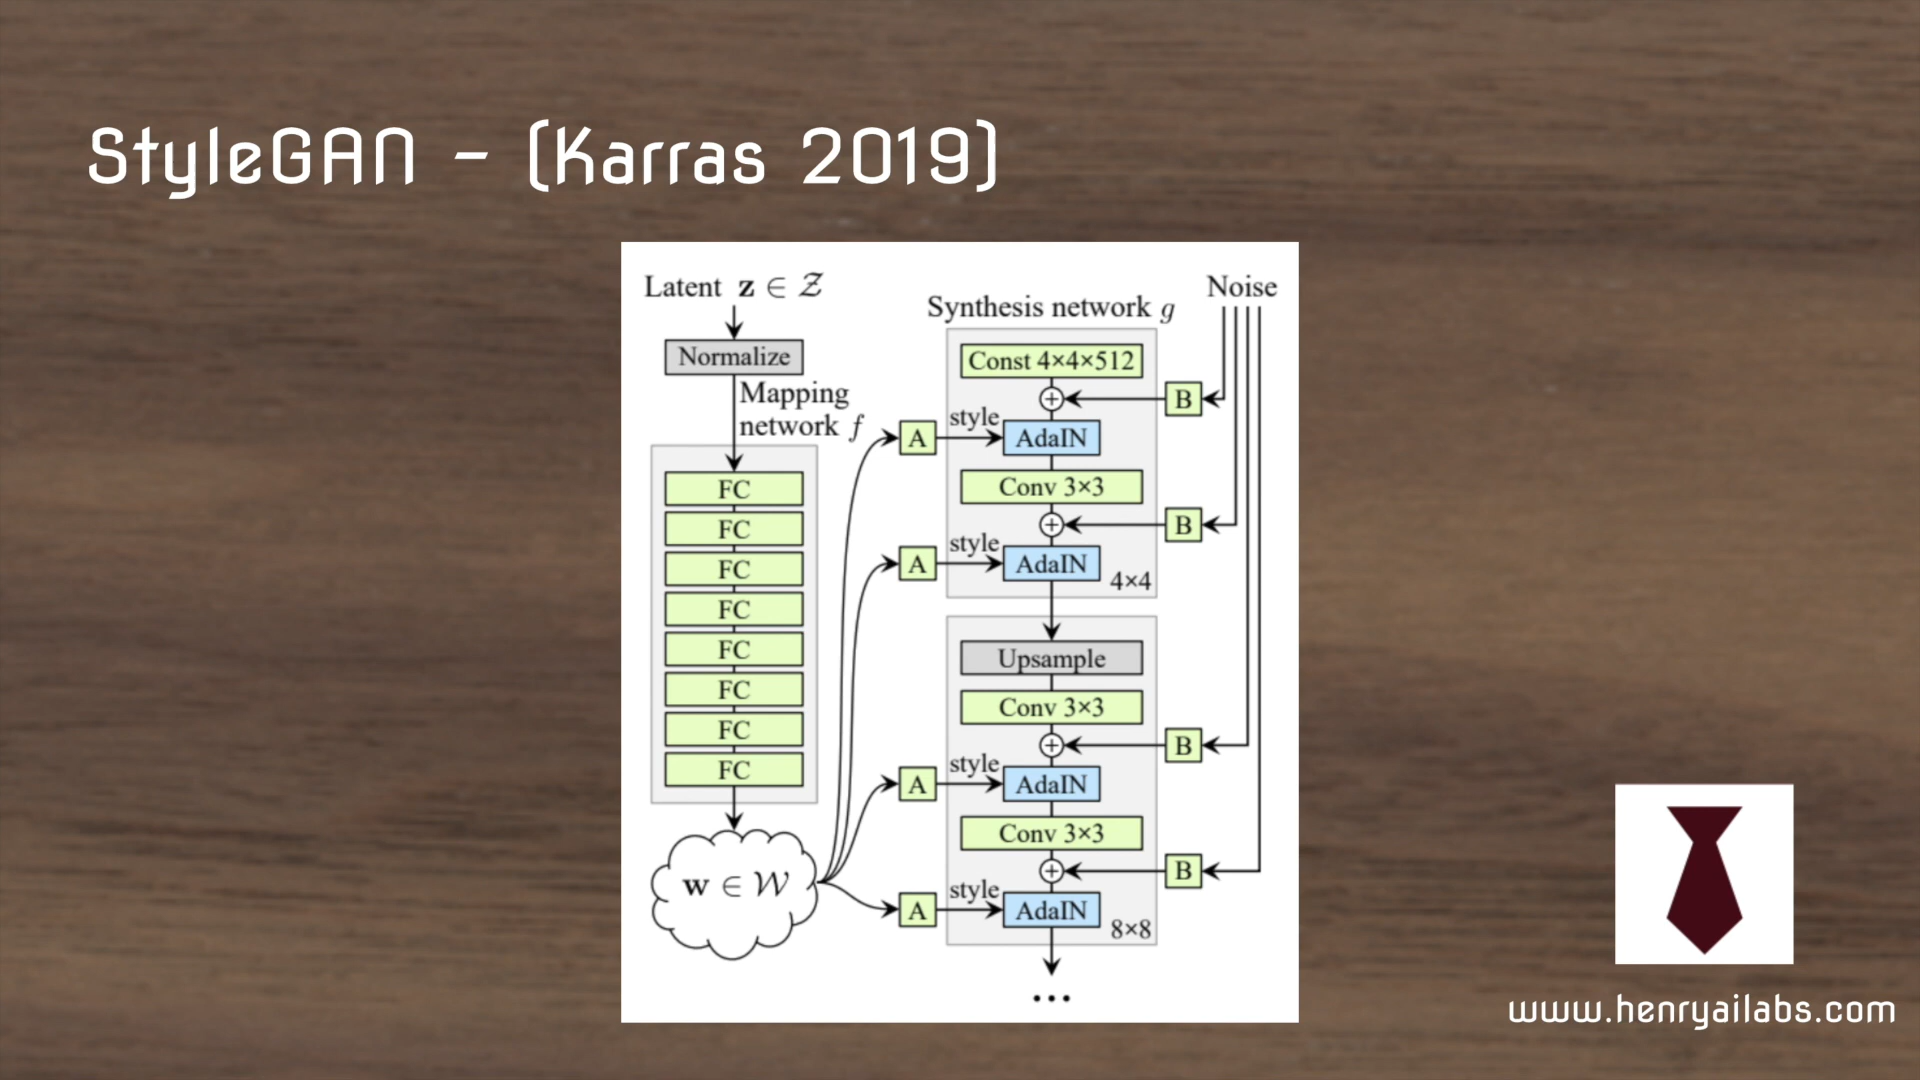 StyleGAN - (Karras 2019)
Latent z ∈ 𝒵
Normalize
Mapping
network f
FC
FC
FC
FC
FC
FC
FC
FC
w ∈ 𝒲
Synthesis network g
Noise
Const 4×4×512
B
style
A
AdaIN
Conv 3×3
B
style
A
AdaIN
4×4
Upsample
Conv 3×3
B
style
A
AdaIN
Conv 3×3
B
style
A
AdaIN
8×8
...
www.henryailabs.com